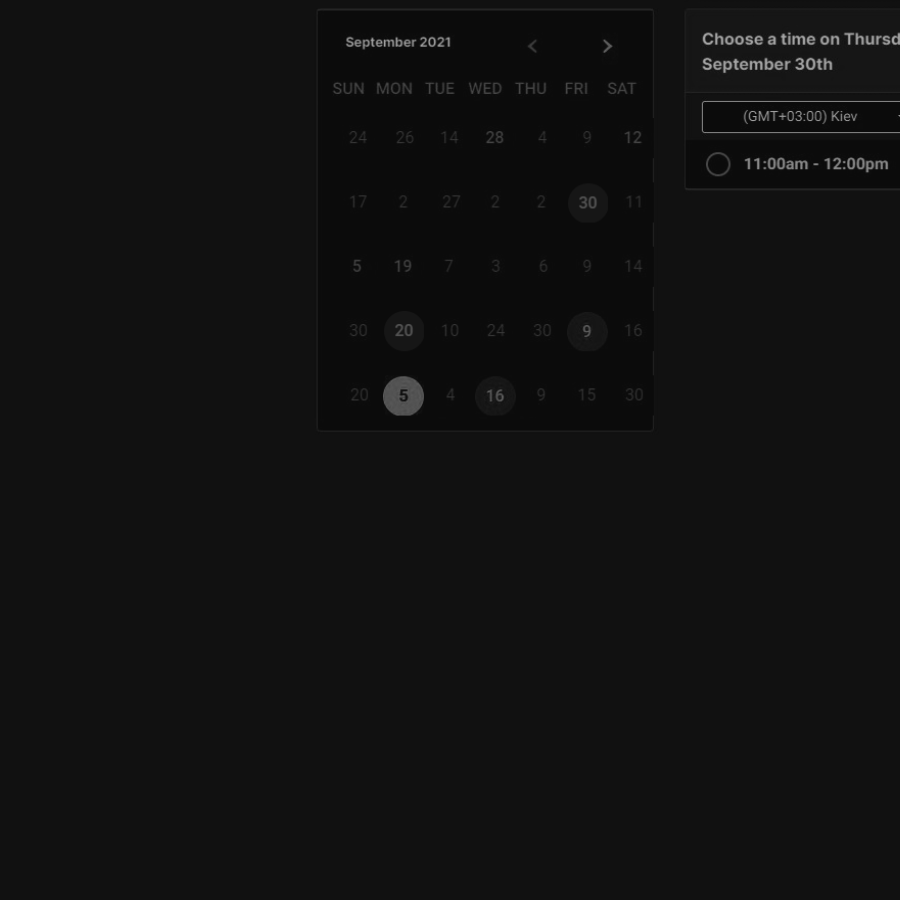 September 2021
SUN MON TUE WED THU FRI SAT
24 26 14 28 4 9 12
17 2 27 2 2 30 11
5 19 7 3 6 9 14
30 20 10 24 30 9 16
20 5 4 16 9 15 30
Choose a time on Thursd
September 30th
(GMT+03:00) Kiev
11:00am - 12:00pm